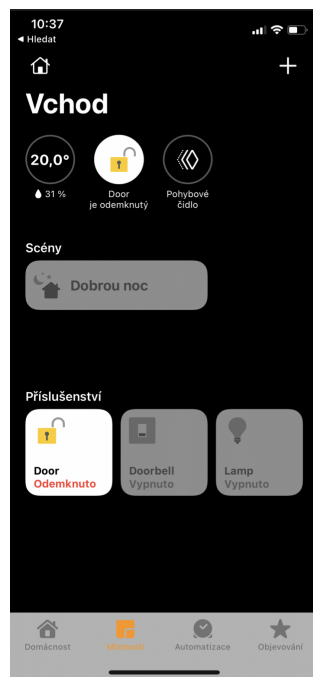 10:37
◀ Hledat
Vchod
20,0°
31 %
Door
je odemknutý
Pohybové
čidlo
Scény
Dobrou noc
Příslušenství
Door
Odemknuto
Doorbell
Vypnuto
Lamp
Vypnuto
Domácnost
Místnosti
Automatizace
Objevování